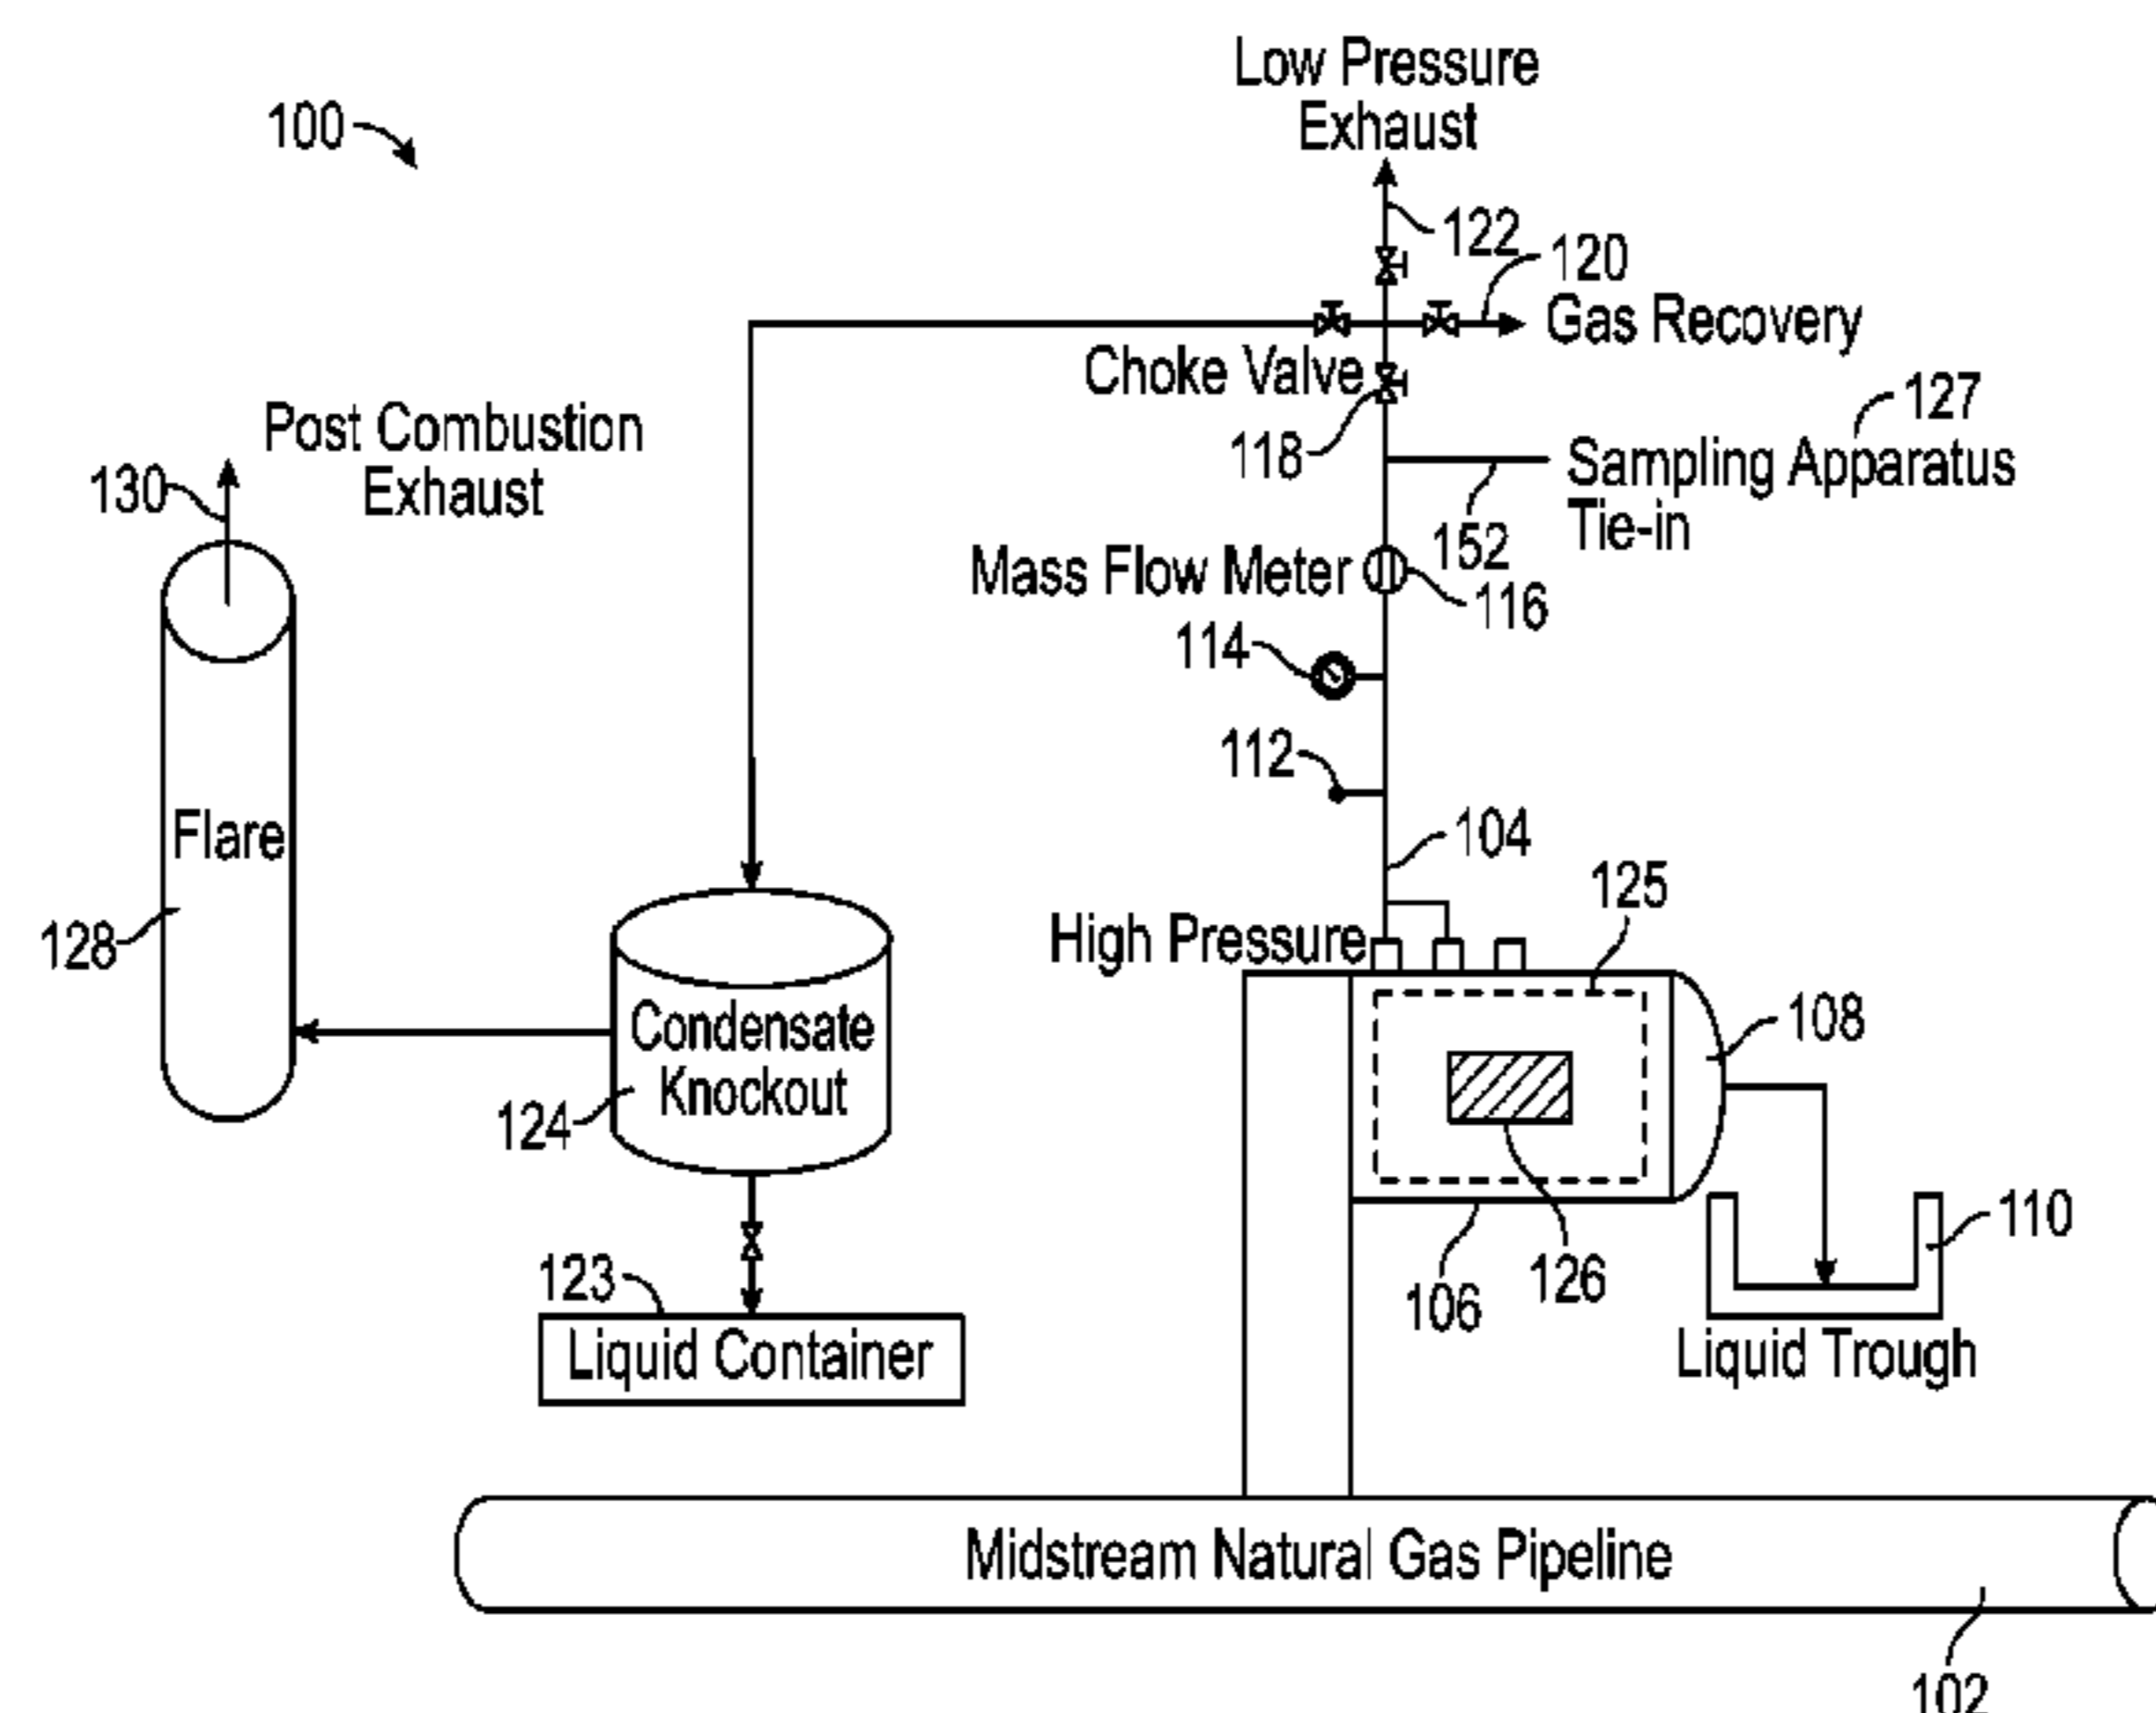 Low Pressure
Exhaust
100
122
120
Gas Recovery
Choke Valve
127
Post Combustion
Exhaust
118
Sampling Apparatus
Tie-in
130
152
Mass Flow Meter
116
114
112
104
Flare
125
High Pressure
128
108
Condensate
Knockout
124
110
123
126
106
Liquid Container
Liquid Trough
Midstream Natural Gas Pipeline
102